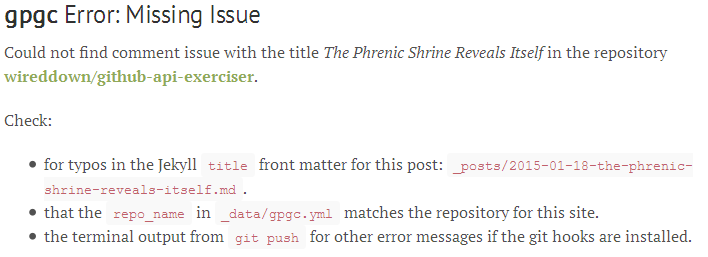 gpgc Error: Missing Issue
Could not find comment issue with the title The Phrenic Shrine Reveals Itself in the repository
wireddown/github-api-exerciser.
Check:
• for typos in the Jekyll title front matter for this post: _posts/2015-01-18-the-phrenic-
shrine-reveals-itself.md .
• that the repo_name in _data/gpgc.yml matches the repository for this site.
• the terminal output from git push for other error messages if the git hooks are installed.